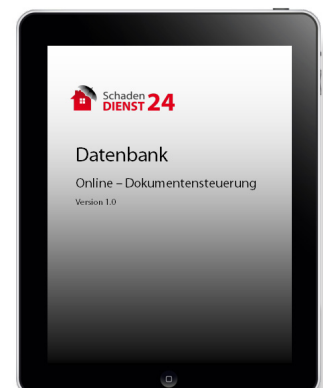 Schaden
DIENST 24
Datenbank
Online – Dokumentensteuerung
Version 1.0